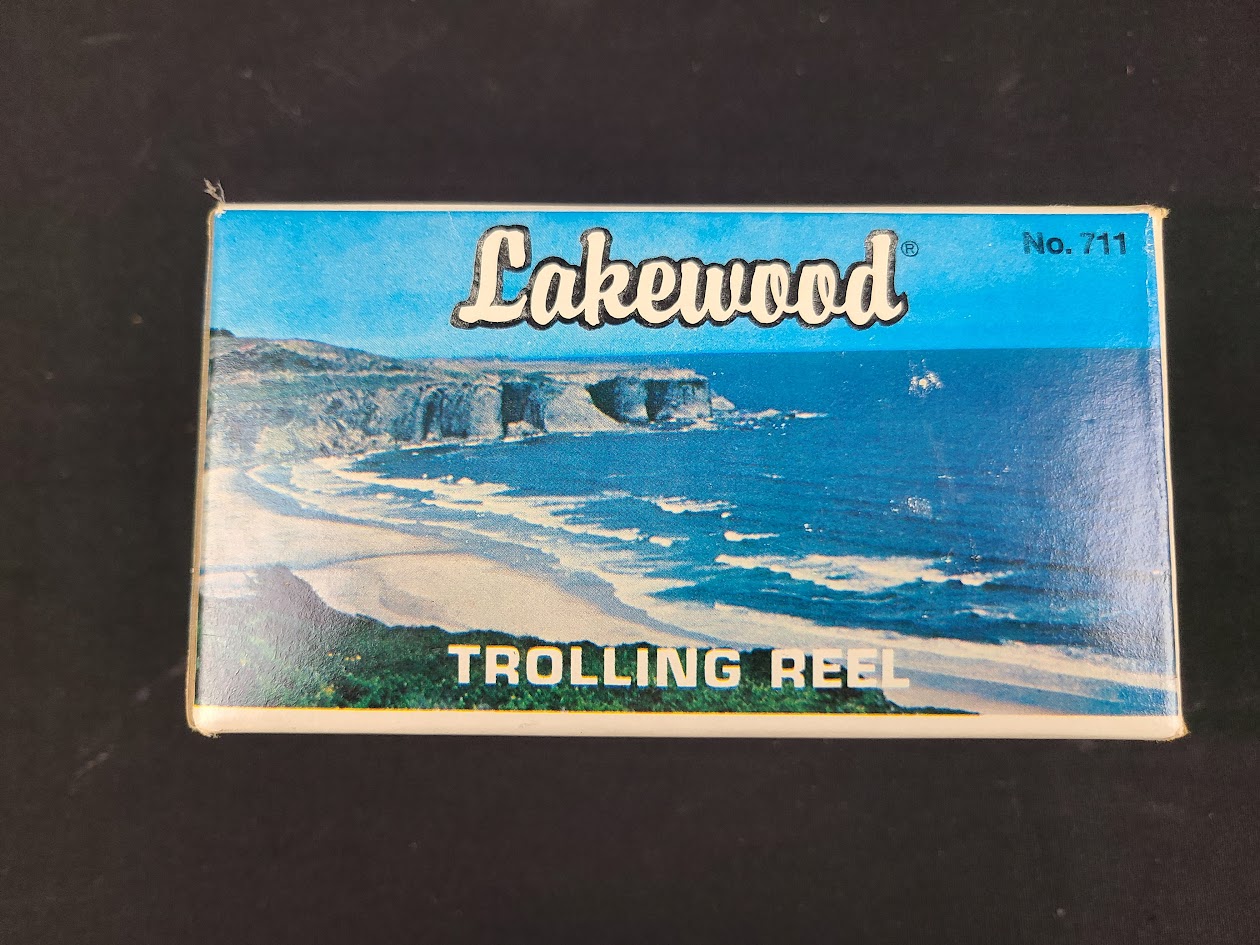 Lakewood®
No. 711
TROLLING REEL